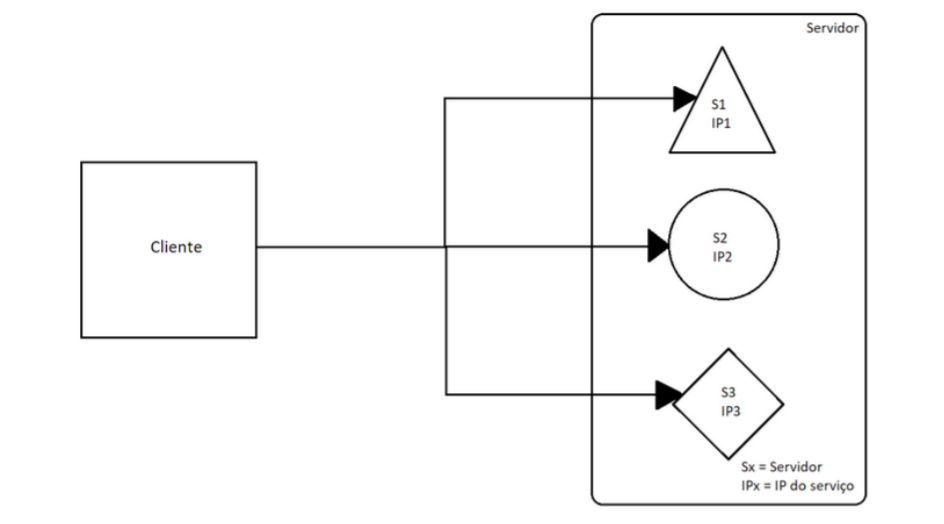 Servidor
S1
IP1
Cliente
S2
IP2
S3
IP3
Sx = Servidor
IPx = IP do serviço